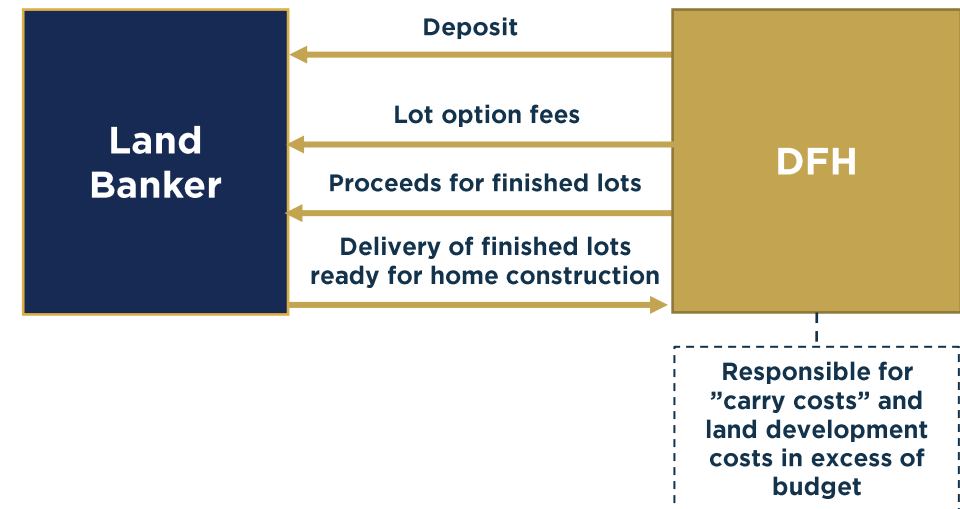 Deposit
Land
Banker
Lot option fees
DFH
Proceeds for finished lots
Delivery of finished lots
ready for home construction
Responsible for
”carry costs” and
land development
costs in excess of
budget